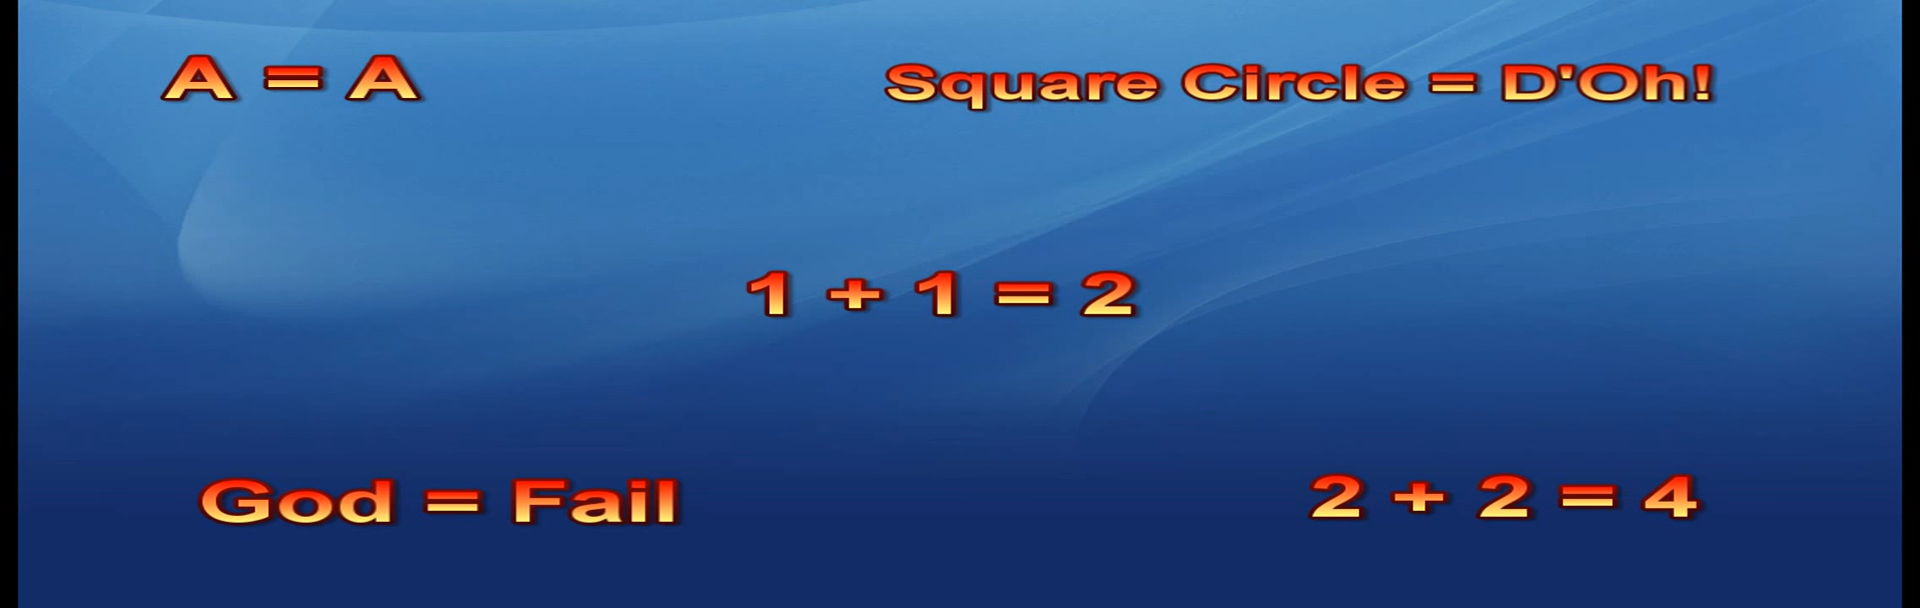 A = A
Square Circle = D'Oh!
1 + 1 = 2
God = Fail
2 + 2 = 4